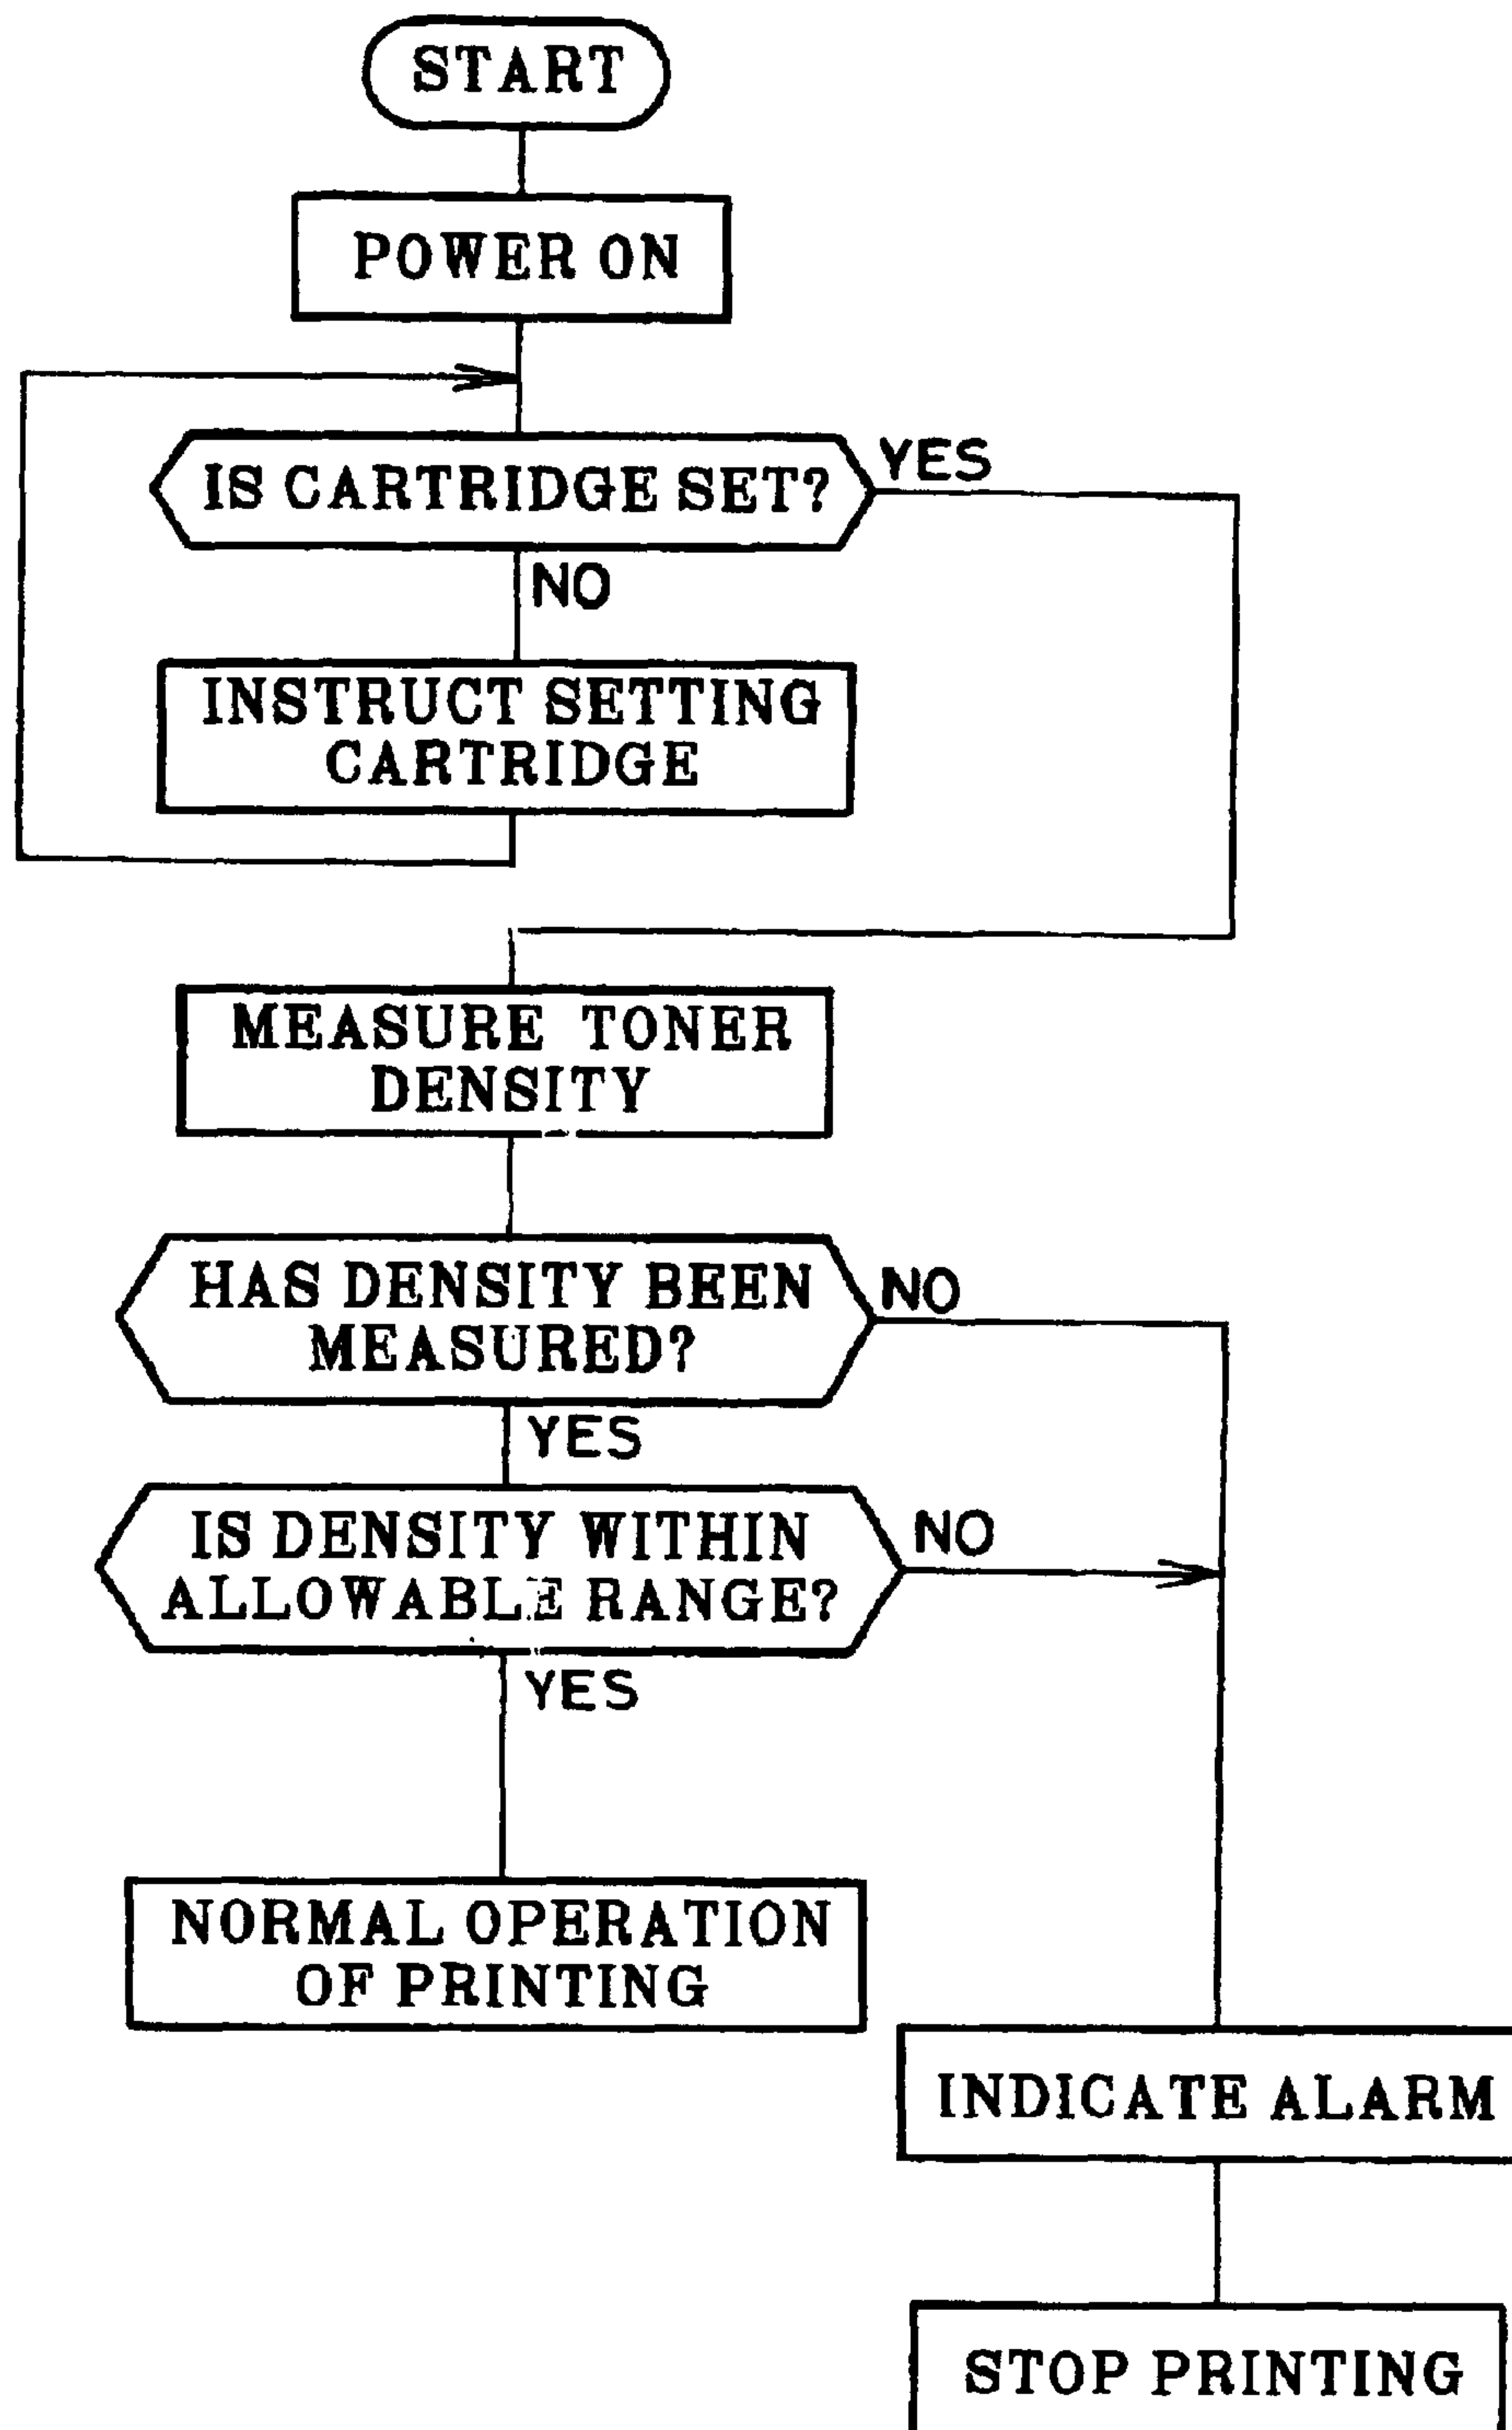 START
POWER ON
IS CARTRIDGE SET?
YES
NO
INSTRUCT SETTING
CARTRIDGE
MEASURE TONER
DENSITY
HAS DENSITY BEEN
MEASURED?
NO
YES
IS DENSITY WITHIN
ALLOWABLE RANGE?
NO
YES
NORMAL OPERATION
OF PRINTING
INDICATE ALARM
STOP PRINTING